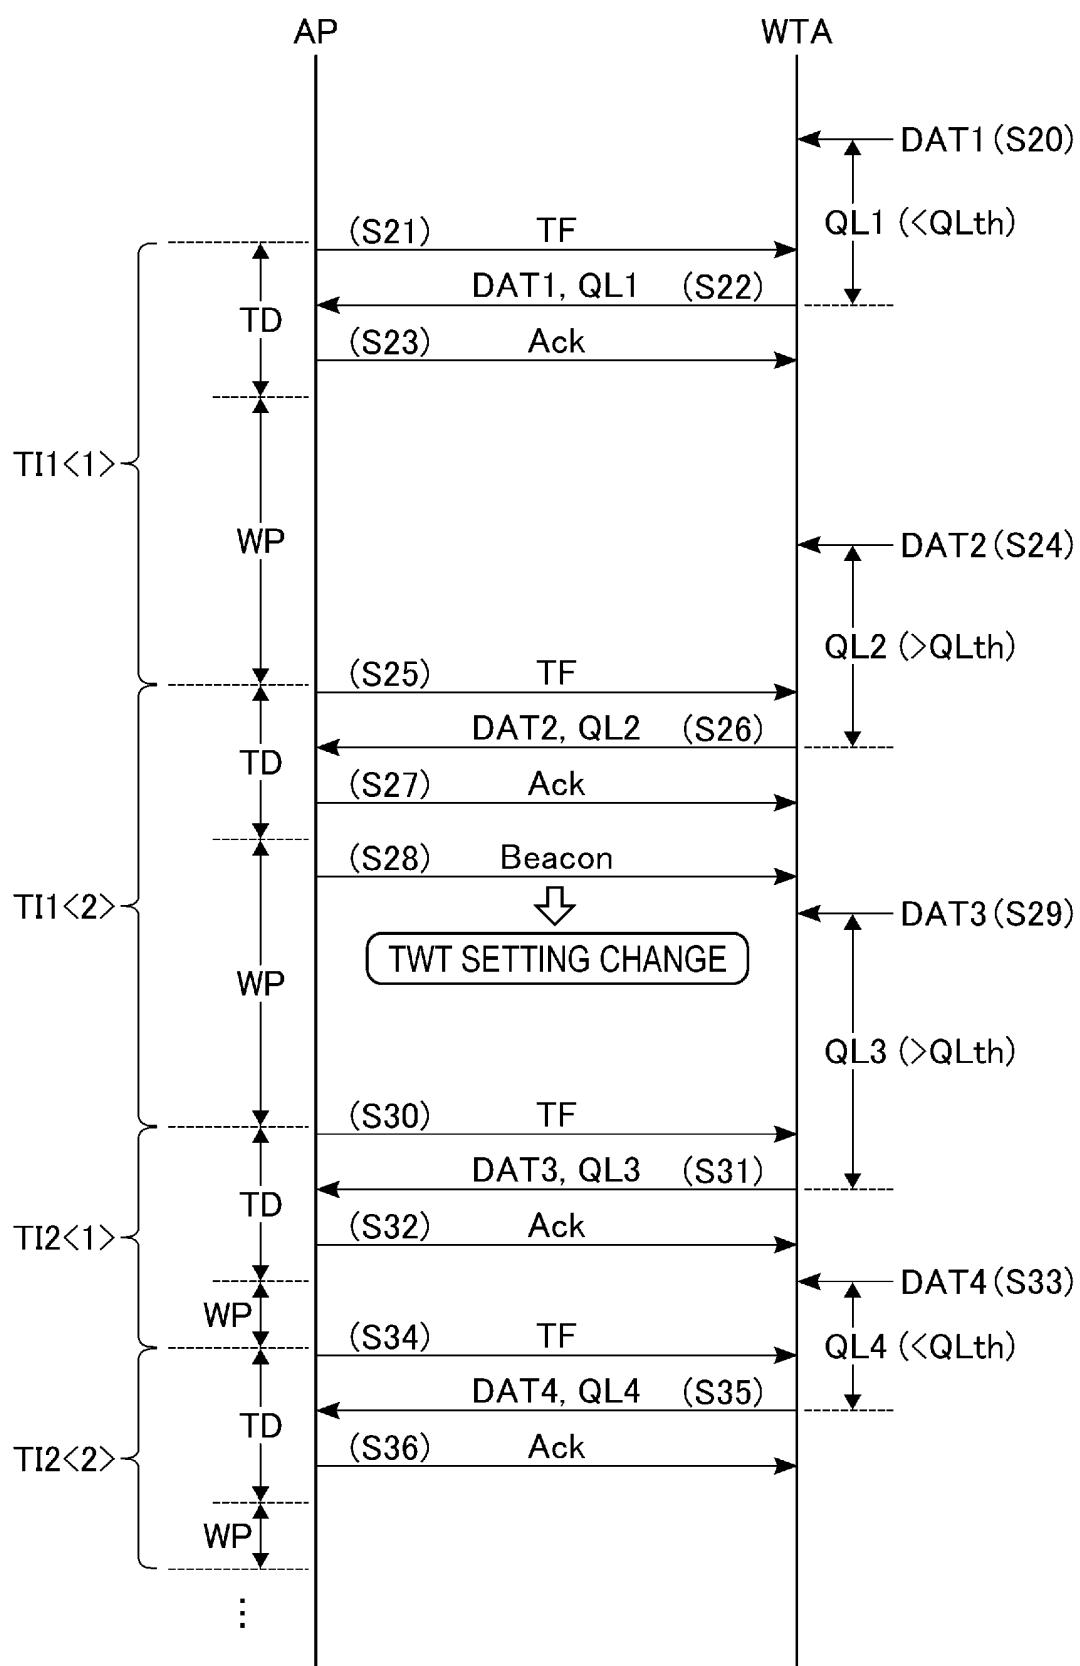 AP WTA
DAT1 (S20)
QL1 (<QLth)
(S21) TF
DAT1, QL1 (S22)
TD
(S23) Ack
TI1<1>
WP
DAT2 (S24)
QL2 (>QLth)
(S25) TF
DAT2, QL2 (S26)
TD
(S27) Ack
(S28) Beacon
TI1<2>
DAT3 (S29)
TWT SETTING CHANGE
WP
QL3 (>QLth)
(S30) TF
DAT3, QL3 (S31)
TD
(S32) Ack
TI2<1>
DAT4 (S33)
WP
(S34) TF
QL4 (<QLth)
DAT4, QL4 (S35)
TD
(S36) Ack
TI2<2>
WP
⋮